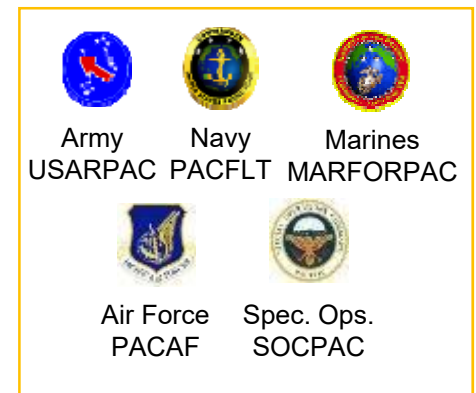 Army Navy Marines
USARPAC PACFLT MARFORPAC
Air Force Spec. Ops.
PACAF SOCPAC